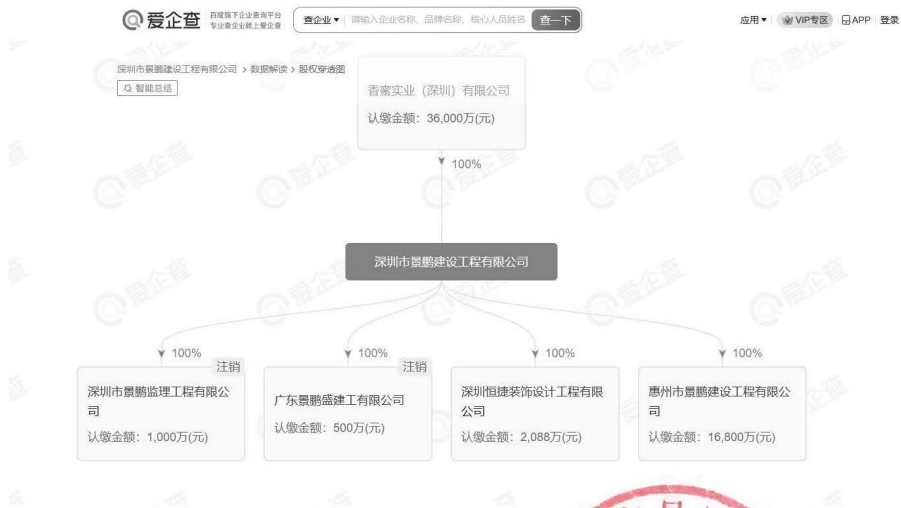 爱企查
百度旗下企业查询平台
专业查企业就上爱企查
查企业
请输入企业名称、品牌名称、核心人员姓名
查一下
应用
VIP专区
APP
登录
深圳市景鹏建设工程有限公司 > 数据解读 > 股权穿透图
智能总结
香蜜实业（深圳）有限公司
认缴金额：36,000万(元)
100%
深圳市景鹏建设工程有限公司
100%
注销
深圳市景鹏监理工程有限公
司
认缴金额：1,000万(元)
100%
注销
广东景鹏盛建工有限公司
认缴金额：500万(元)
100%
深圳恒捷装饰设计工程有限
公司
认缴金额：2,088万(元)
100%
惠州市景鹏建设工程有限公
司
认缴金额：16,800万(元)